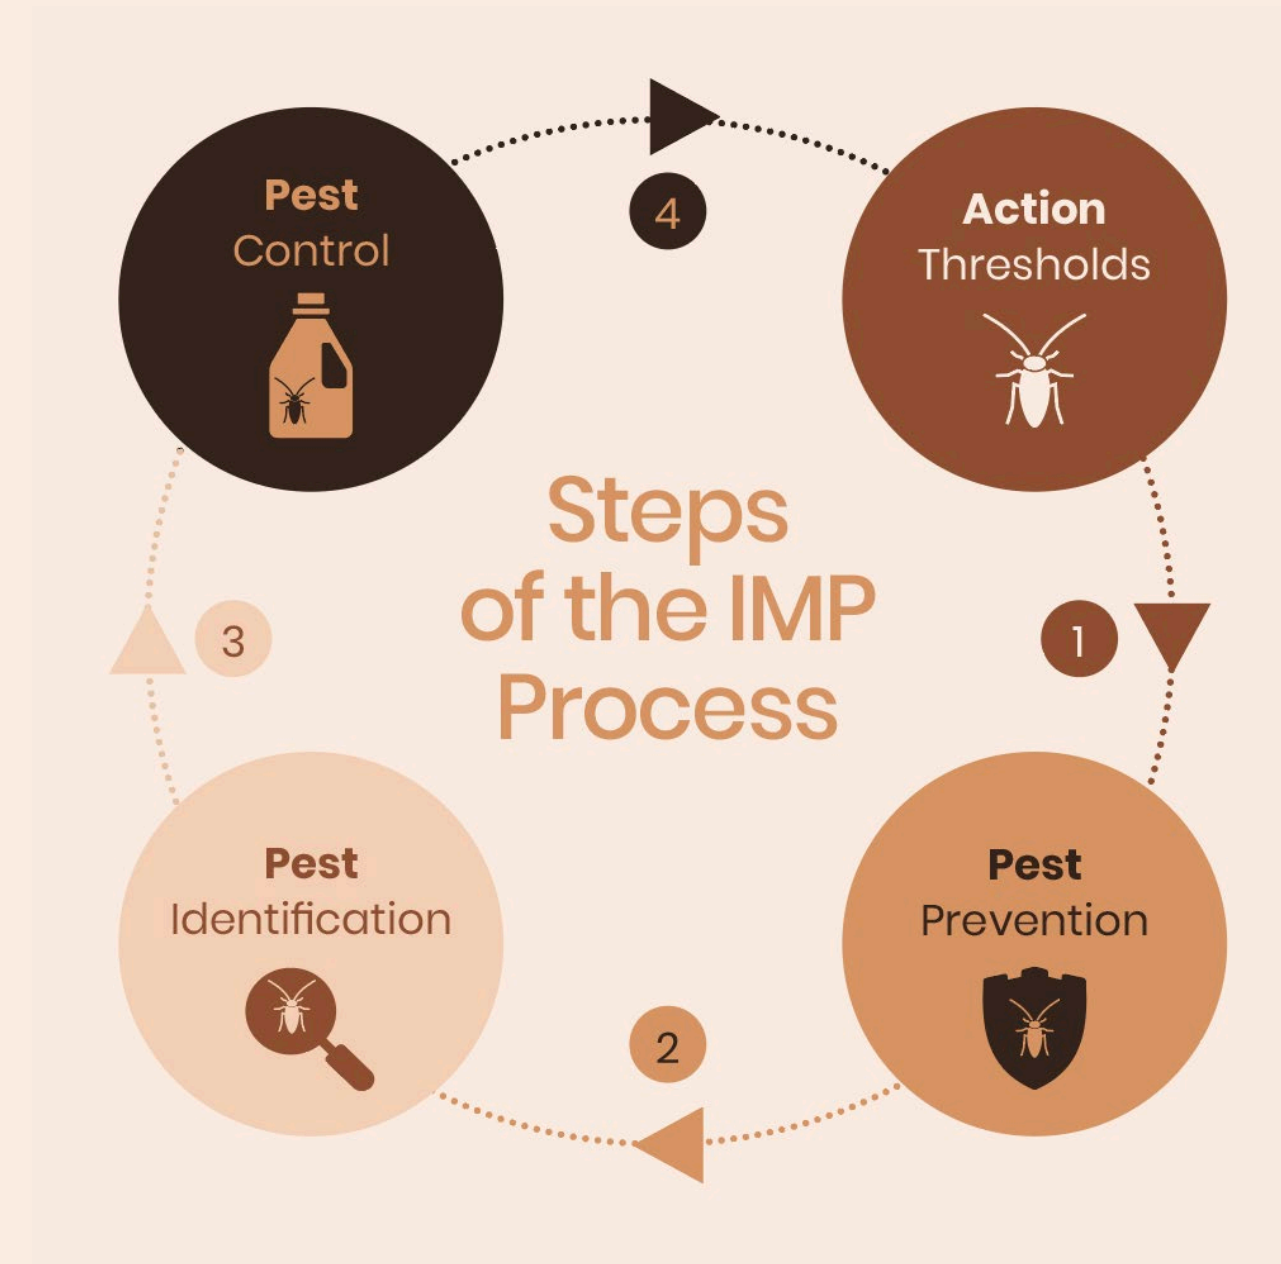 Pest
Control
4
Action
Thresholds
Steps
of the IMP
Process
3
1
Pest
Identification
Pest
Prevention
2